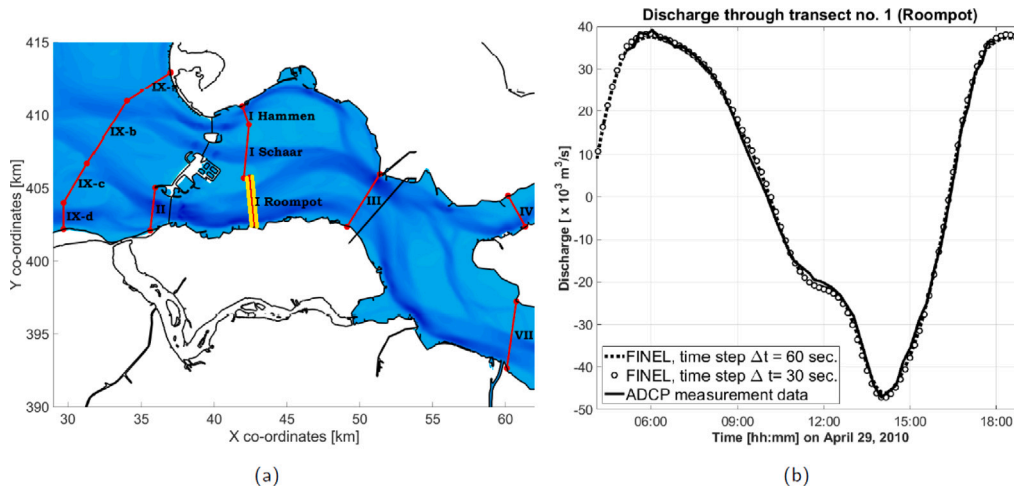 415
410
405
400
395
390
Y co-ordinates [km]
29 35 40 45 50 55 60
X co-ordinates [km]
IX-b
IX-c
IX-d
II
I Hammen
I Schaar
I Roompot
III
IV
VII
(a)
Discharge through transect no. 1 (Roompot)
40
30
20
10
0
-10
-20
-30
-40
-50
Discharge [ x 10³ m³/s]
FINEL, time step Δt = 60 sec.
FINEL, time step Δ t= 30 sec.
ADCP measurement data
06:00 09:00 12:00 15:00 18:00
Time [hh:mm] on April 29, 2010
(b)